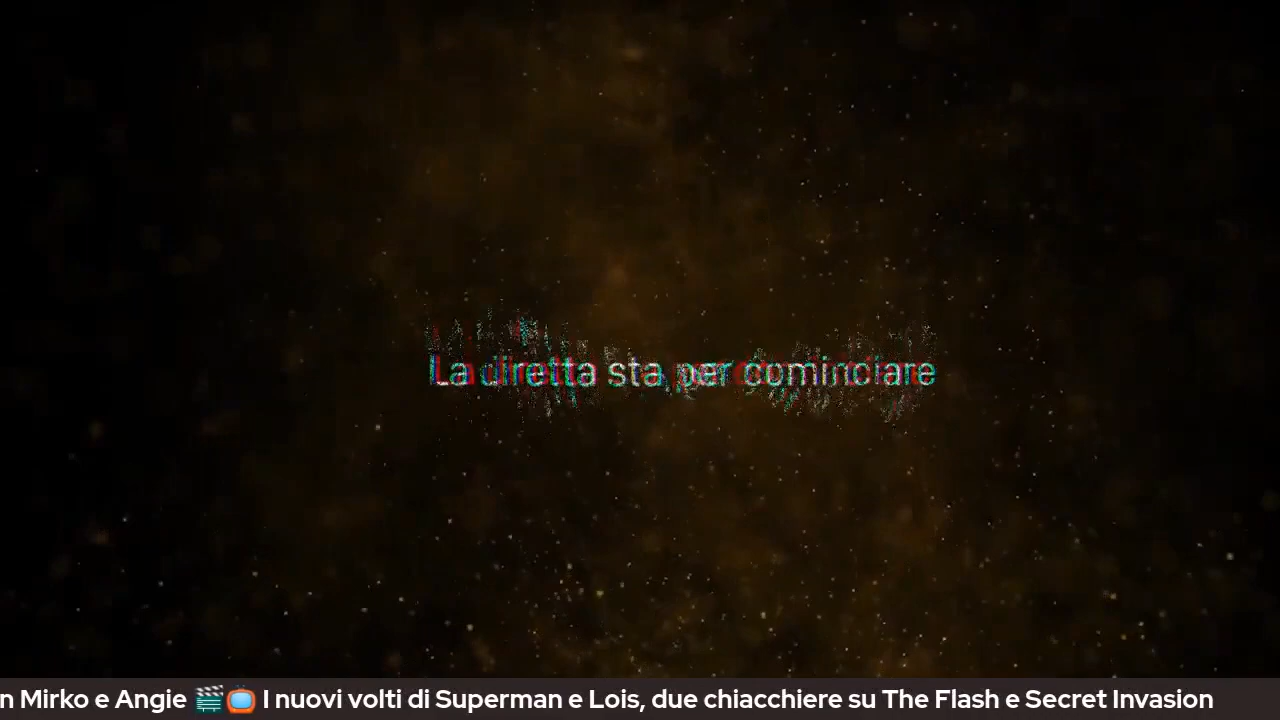 La diretta sta per cominciare
n Mirko e Angie 🎬📺 I nuovi volti di Superman e Lois, due chiacchiere su The Flash e Secret Invasion